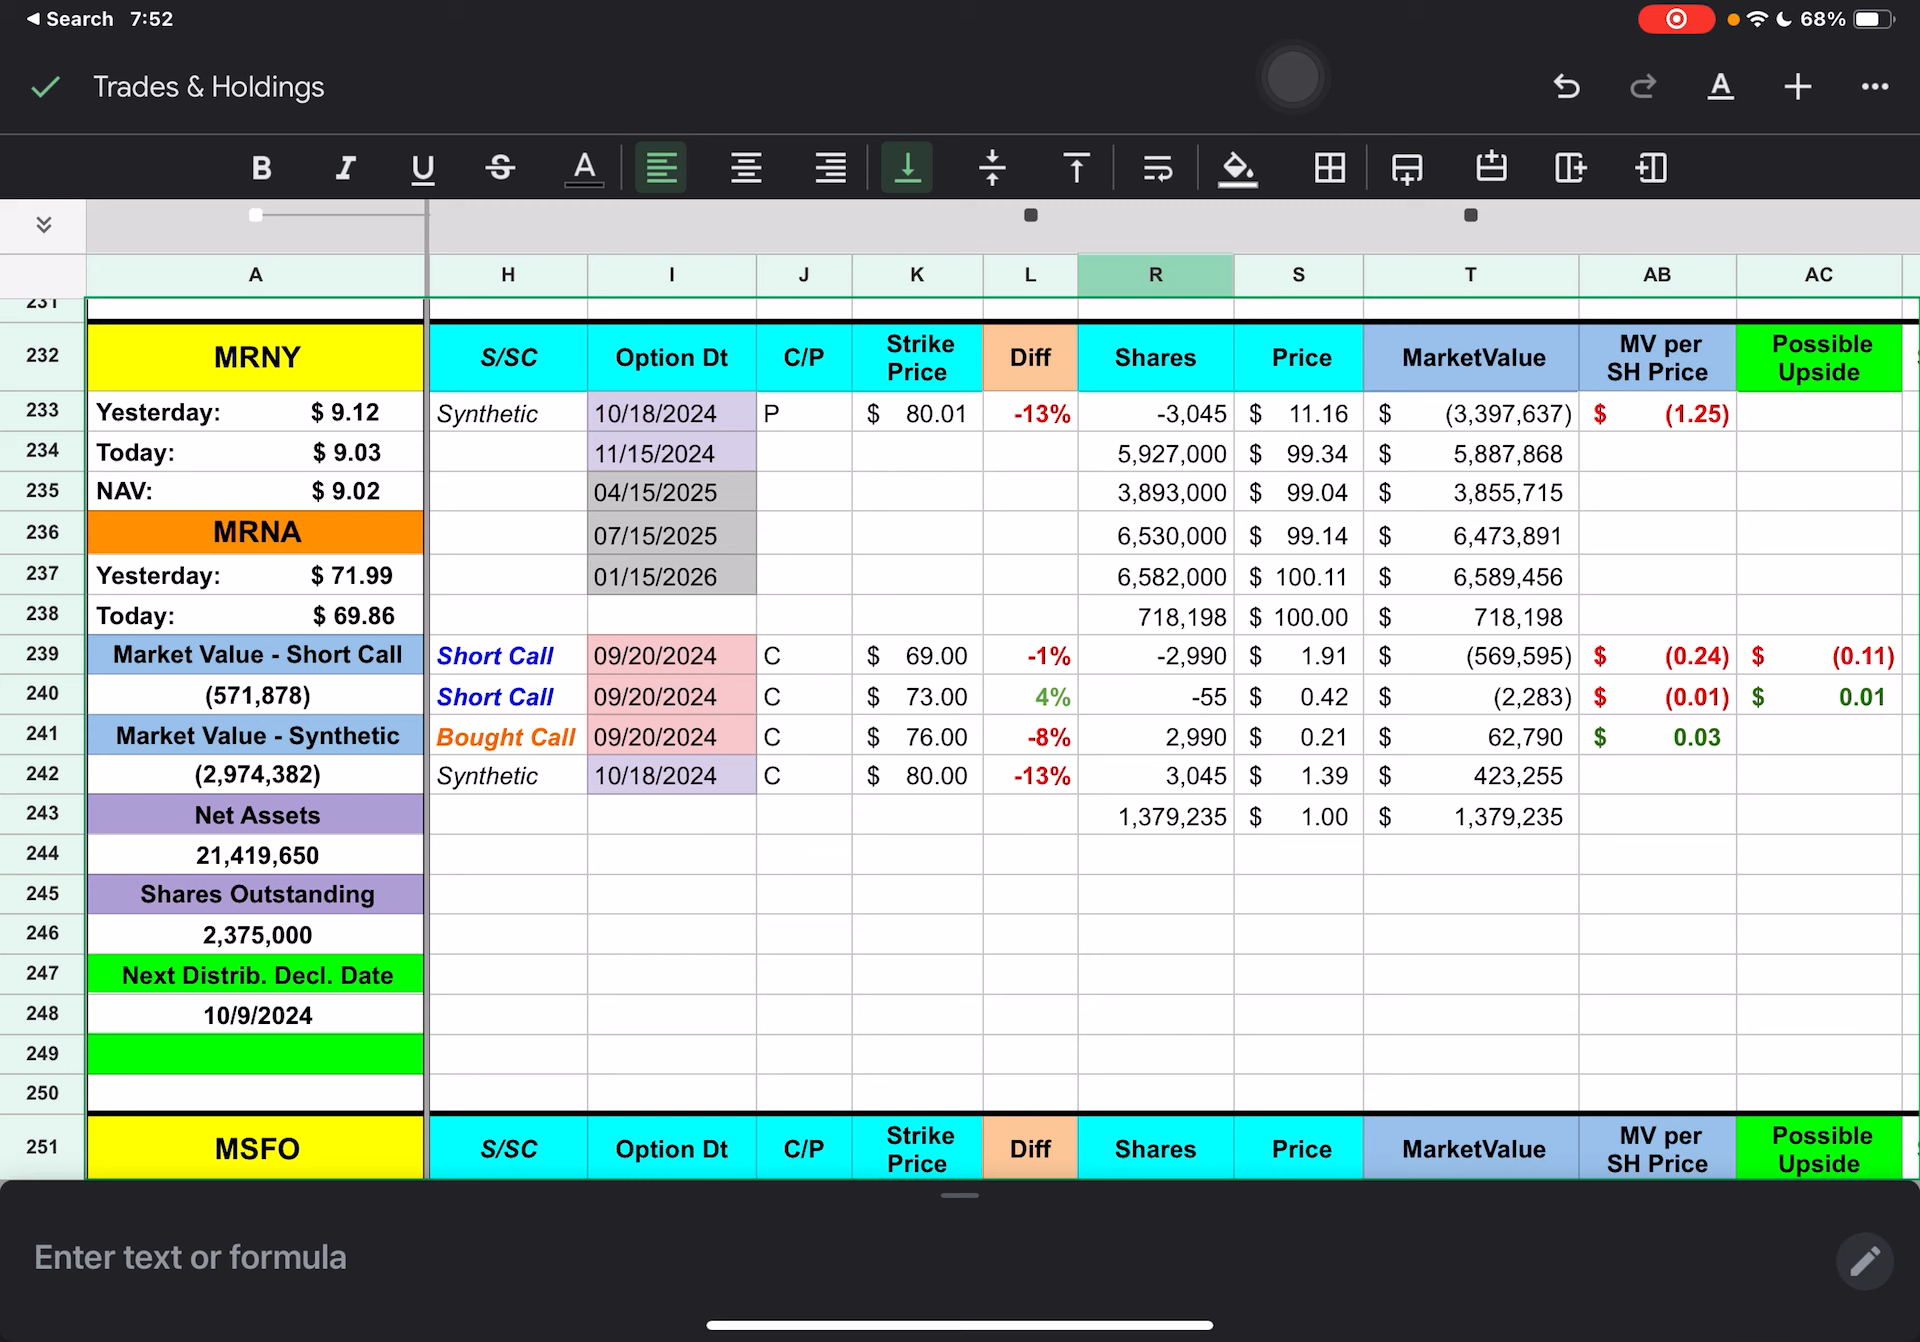 Search 7:52 68%
Trades & Holdings
B I U S A
A H I J K L R S T AB AC
231
232 MRNY S/SC Option Dt C/P Strike Price Diff Shares Price MarketValue MV per SH Price Possible Upside
233 Yesterday: $ 9.12 Synthetic 10/18/2024 P $ 80.01 -13% -3,045 $ 11.16 $ (3,397,637) $ (1.25)
234 Today: $ 9.03 11/15/2024 5,927,000 $ 99.34 $ 5,887,868
235 NAV: $ 9.02 04/15/2025 3,893,000 $ 99.04 $ 3,855,715
236 MRNA 07/15/2025 6,530,000 $ 99.14 $ 6,473,891
237 Yesterday: $ 71.99 01/15/2026 6,582,000 $ 100.11 $ 6,589,456
238 Today: $ 69.86 718,198 $ 100.00 $ 718,198
239 Market Value - Short Call Short Call 09/20/2024 C $ 69.00 -1% -2,990 $ 1.91 $ (569,595) $ (0.24) $ (0.11)
240 (571,878) Short Call 09/20/2024 C $ 73.00 4% -55 $ 0.42 $ (2,283) $ (0.01) $ 0.01
241 Market Value - Synthetic Bought Call 09/20/2024 C $ 76.00 -8% 2,990 $ 0.21 $ 62,790 $ 0.03
242 (2,974,382) Synthetic 10/18/2024 C $ 80.00 -13% 3,045 $ 1.39 $ 423,255
243 Net Assets 1,379,235 $ 1.00 $ 1,379,235
244 21,419,650
245 Shares Outstanding
246 2,375,000
247 Next Distrib. Decl. Date
248 10/9/2024
249
250
251 MSFO S/SC Option Dt C/P Strike Price Diff Shares Price MarketValue MV per SH Price Possible Upside
Enter text or formula